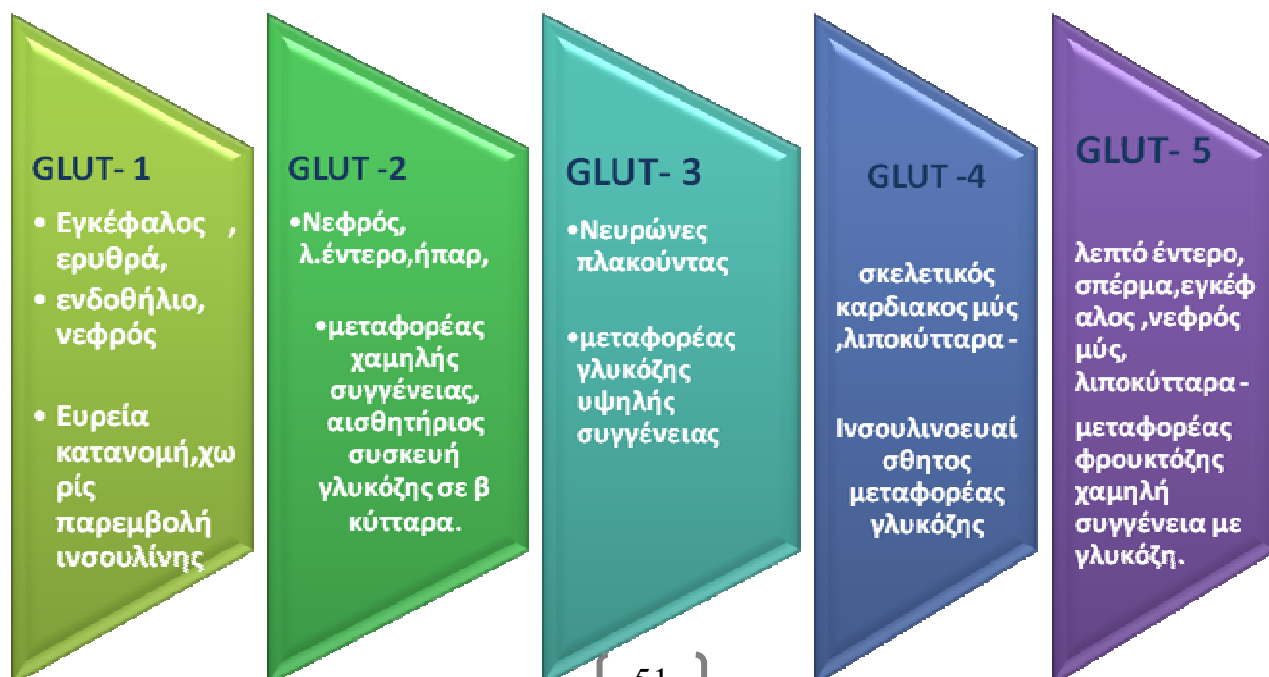 GLUT- 1
• Εγκέφαλος ,
ερυθρά,
• ενδοθήλιο,
νεφρός
• Ευρεία
κατανομή,χω
ρίς
παρεμβολή
ινσουλίνης
GLUT -2
•Νεφρός,
λ.έντερο,ήπαρ,
•μεταφορέας
χαμηλής
συγγένειας,
αισθητήριος
συσκευή
γλυκόζης σε β
κύτταρα.
GLUT- 3
•Νευρώνες
πλακούντας
•μεταφορέας
γλυκόζης
υψηλής
συγγένειας
GLUT -4
σκελετικός
καρδιακος μύς
,λιποκύτταρα -
Ινσουλινοευαί
σθητος
μεταφορέας
γλυκόζης
GLUT- 5
λεπτό έντερο,
σπέρμα,εγκέφ
αλος ,νεφρός
μύς,
λιποκύτταρα -
μεταφορέας
φρουκτόζης
χαμηλή
συγγένεια με
γλυκόζη.
51